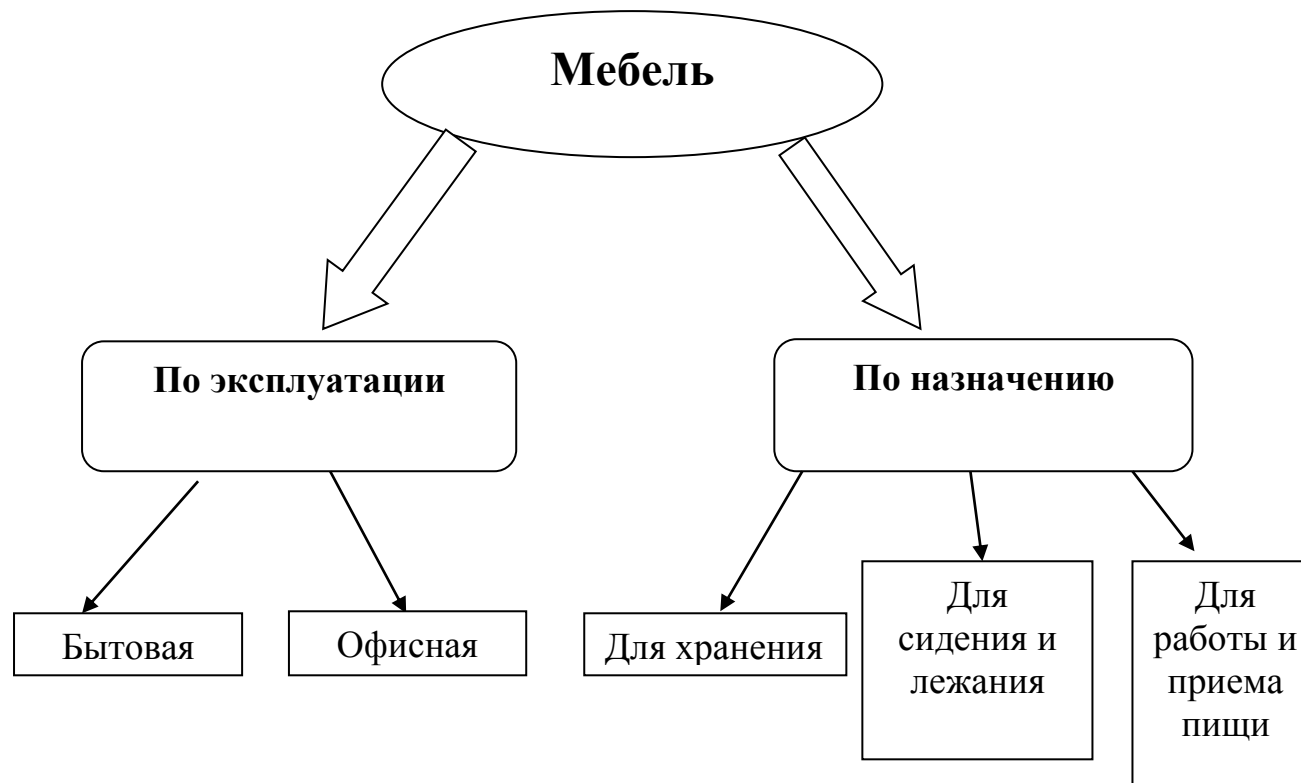 Мебель
По эксплуатации
По назначению
Бытовая
Офисная
Для хранения
Для
сидения и
лежания
Для
работы и
приема
пищи